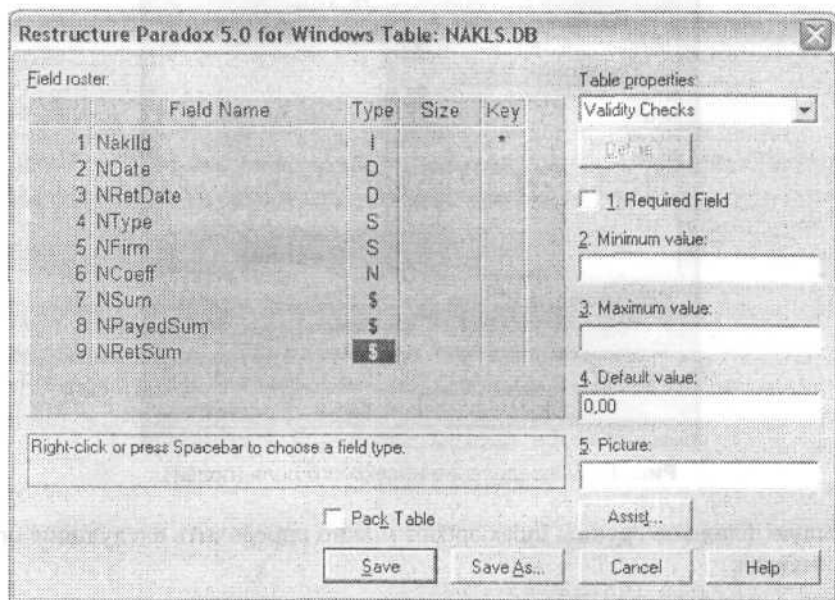 Restructure Paradox 5.0 for Windows Table: NAKLS.DB
Field roster:
Field Name Type Size Key
1 NaklId I *
2 NDate D
3 NRetDate D
4 NType S
5 NFirm S
6 NCoeff N
7 NSum $
8 NPayedSum $
9 NRetSum $
Right-click or press Spacebar to choose a field type.
Pack Table
Save
Save As...
Cancel
Help
Table properties:
Validity Checks
Define...
1. Required Field
2. Minimum value:
3. Maximum value:
4. Default value:
0,00
5. Picture:
Assist...